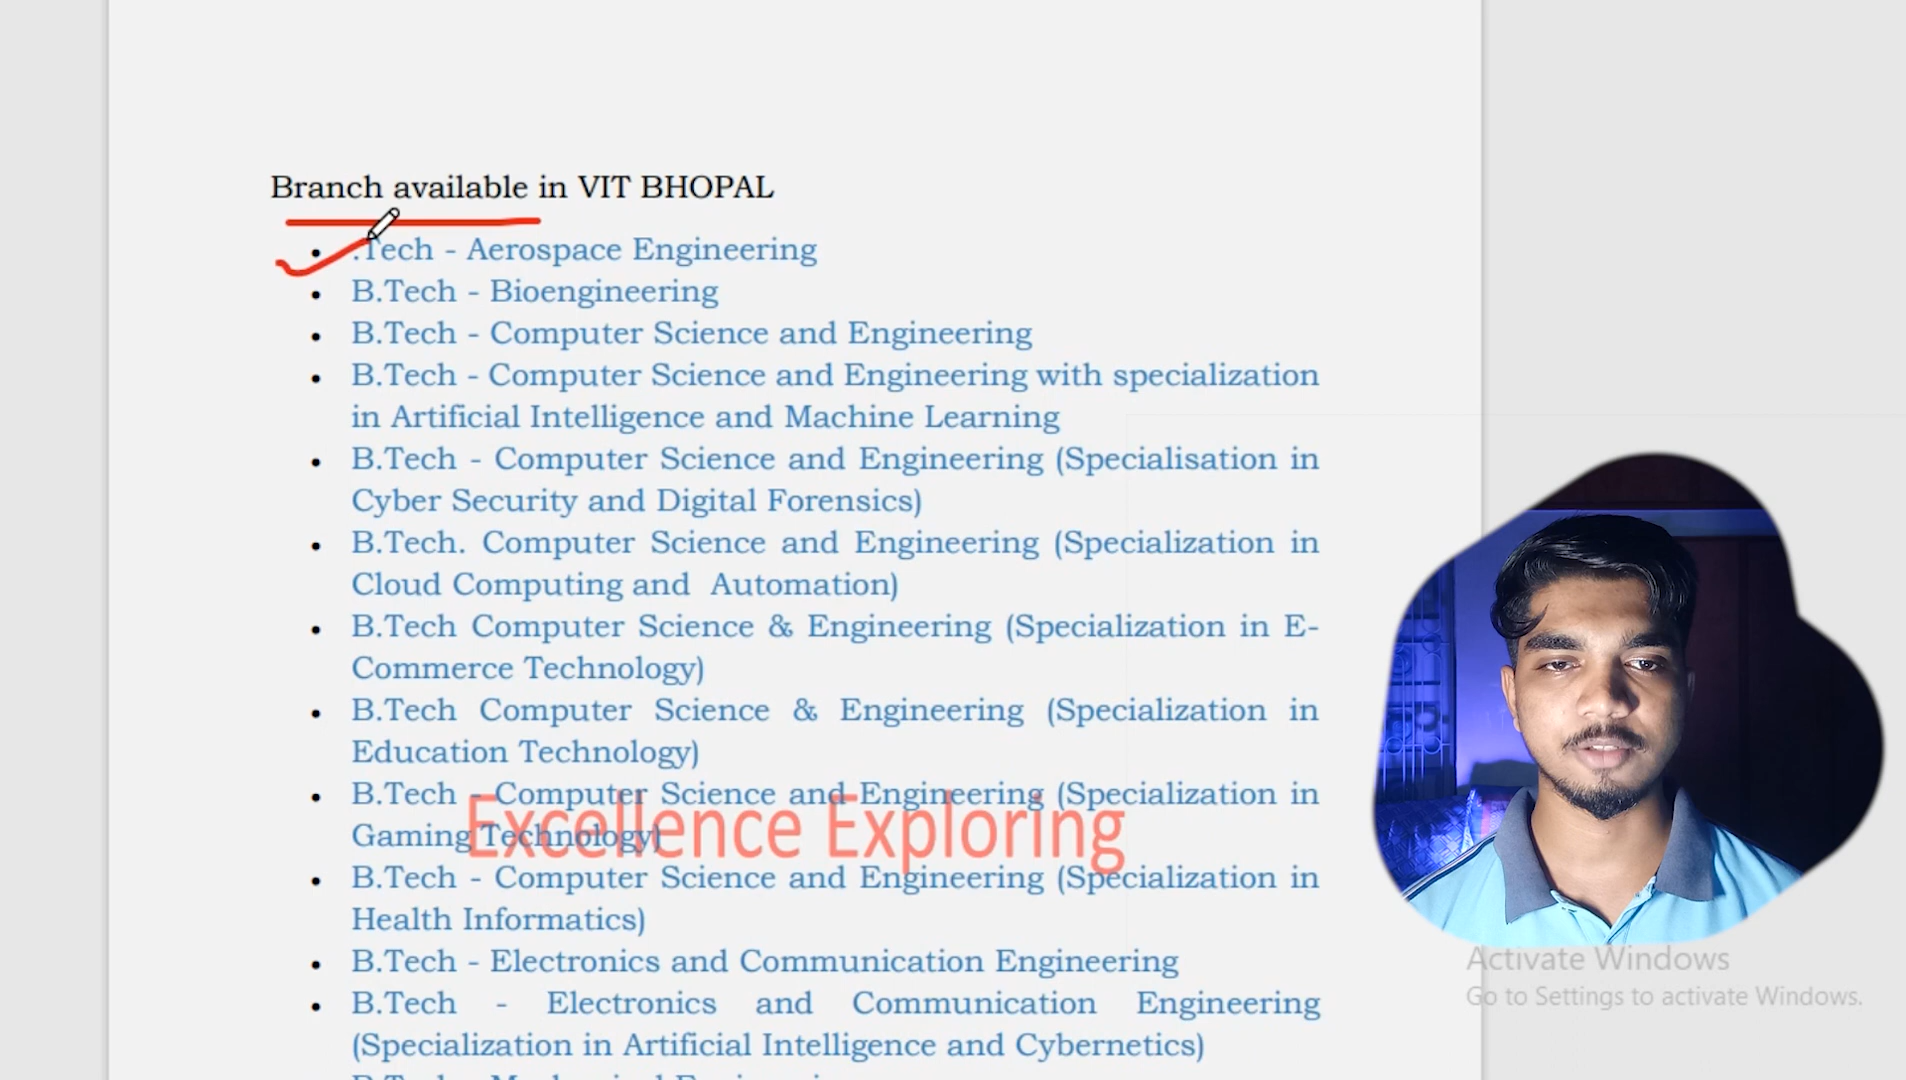 Branch available in VIT BHOPAL
• .Tech - Aerospace Engineering
• B.Tech - Bioengineering
• B.Tech - Computer Science and Engineering
• B.Tech - Computer Science and Engineering with specialization
in Artificial Intelligence and Machine Learning
• B.Tech - Computer Science and Engineering (Specialisation in
Cyber Security and Digital Forensics)
• B.Tech. Computer Science and Engineering (Specialization in
Cloud Computing and Automation)
• B.Tech Computer Science & Engineering (Specialization in E-
Commerce Technology)
• B.Tech Computer Science & Engineering (Specialization in
Education Technology)
• B.Tech - Computer Science and Engineering (Specialization in
Gaming Technology)
Excellence Exploring
• B.Tech - Computer Science and Engineering (Specialization in
Health Informatics)
• B.Tech - Electronics and Communication Engineering
• B.Tech - Electronics and Communication Engineering
(Specialization in Artificial Intelligence and Cybernetics)
Activate Windows
Go to Settings to activate Windows.